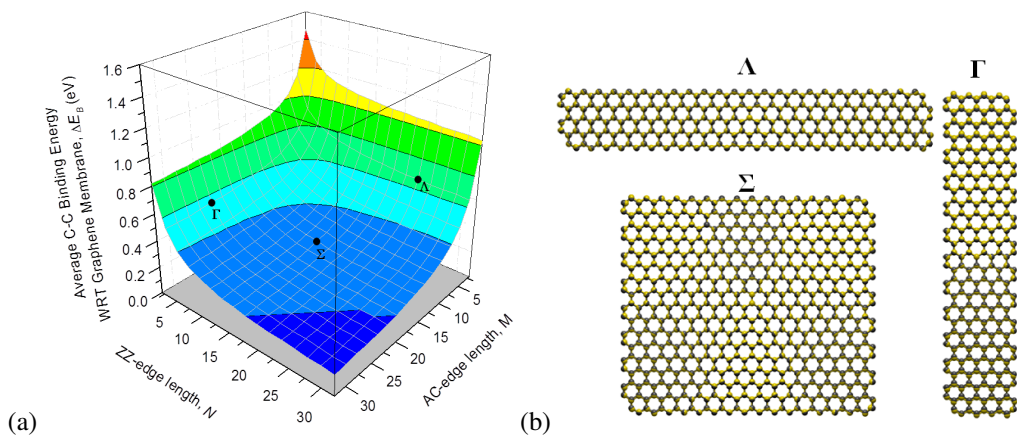 Average C-C Binding Energy
WRT Graphene Membrane, ΔE_B (eV)
1.6
1.4
1.2
1.0
0.8
0.6
0.4
0.2
0.0
5
10
15
20
25
30
ZZ-edge length, N
5
10
15
20
25
30
AC-edge length, M
Γ
Λ
Σ
(a)
Λ
Γ
Σ
(b)